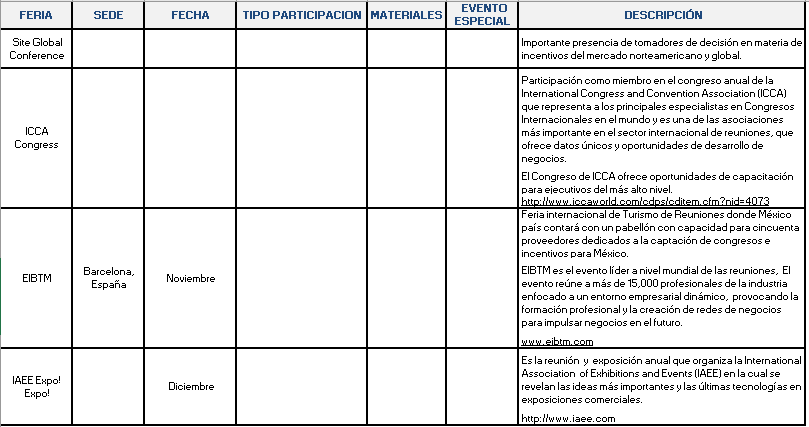 FERIA SEDE FECHA TIPO PARTICIPACION MATERIALES EVENTO ESPECIAL DESCRIPCIÓN
Site Global
Conference
Importante presencia de tomadores de decisión en materia de
incentivos del mercado norteamericano y global.
ICCA
Congress
Participación como miembro en el congreso anual de la
International Congress and Convention Association (ICCA)
que representa a los principales especialistas en Congresos
Internacionales en el mundo y es una de las asociaciones
más importante en el sector internacional de reuniones, que
ofrece datos únicos y oportunidades de desarrollo de
negocios.
El Congreso de ICCA ofrece oportunidades de capacitación
para ejecutivos del más alto nivel.
http://www.iccaworld.com/cdps/cditem.cfm?nid=4073
EIBTM
Barcelona,
España
Noviembre
Feria internacional de Turismo de Reuniones donde México
país contará con un pabellón con capacidad para cincuenta
proveedores dedicados a la captación de congresos e
incentivos para México.
EIBTM es el evento líder a nivel mundial de las reuniones, El
evento reúne a más de 15,000 profesionales de la industria
enfocado a un entorno empresarial dinámico, provocando la
formación profesional y la creación de redes de negocios
para impulsar negocios en el futuro.
www.eibtm.com
IAEE Expo!
Expo!
Diciembre
Es la reunión y exposición anual que organiza la International
Association of Exhibitions and Events (IAEE) en la cual se
revelan las ideas más importantes y las últimas tecnologías en
exposiciones comerciales.
http://www.iaee.com